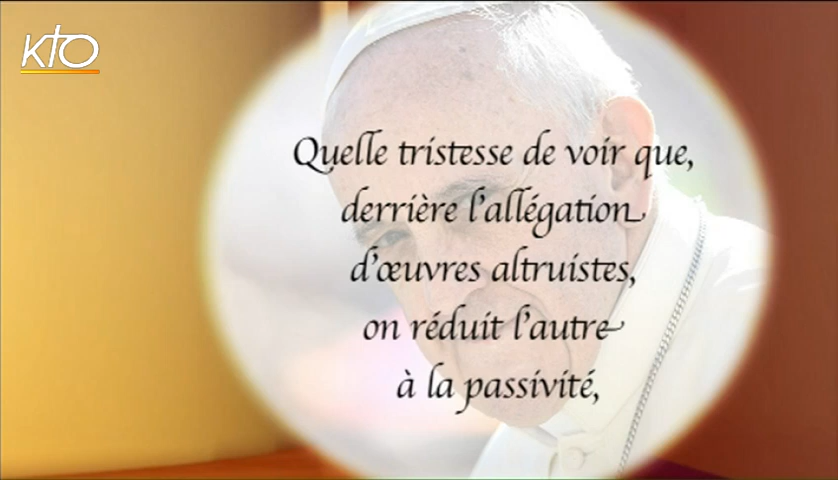 KTO
Quelle tristesse de voir que,
derrière l'allégation
d'œuvres altruistes,
on réduit l'autre
à la passivité,